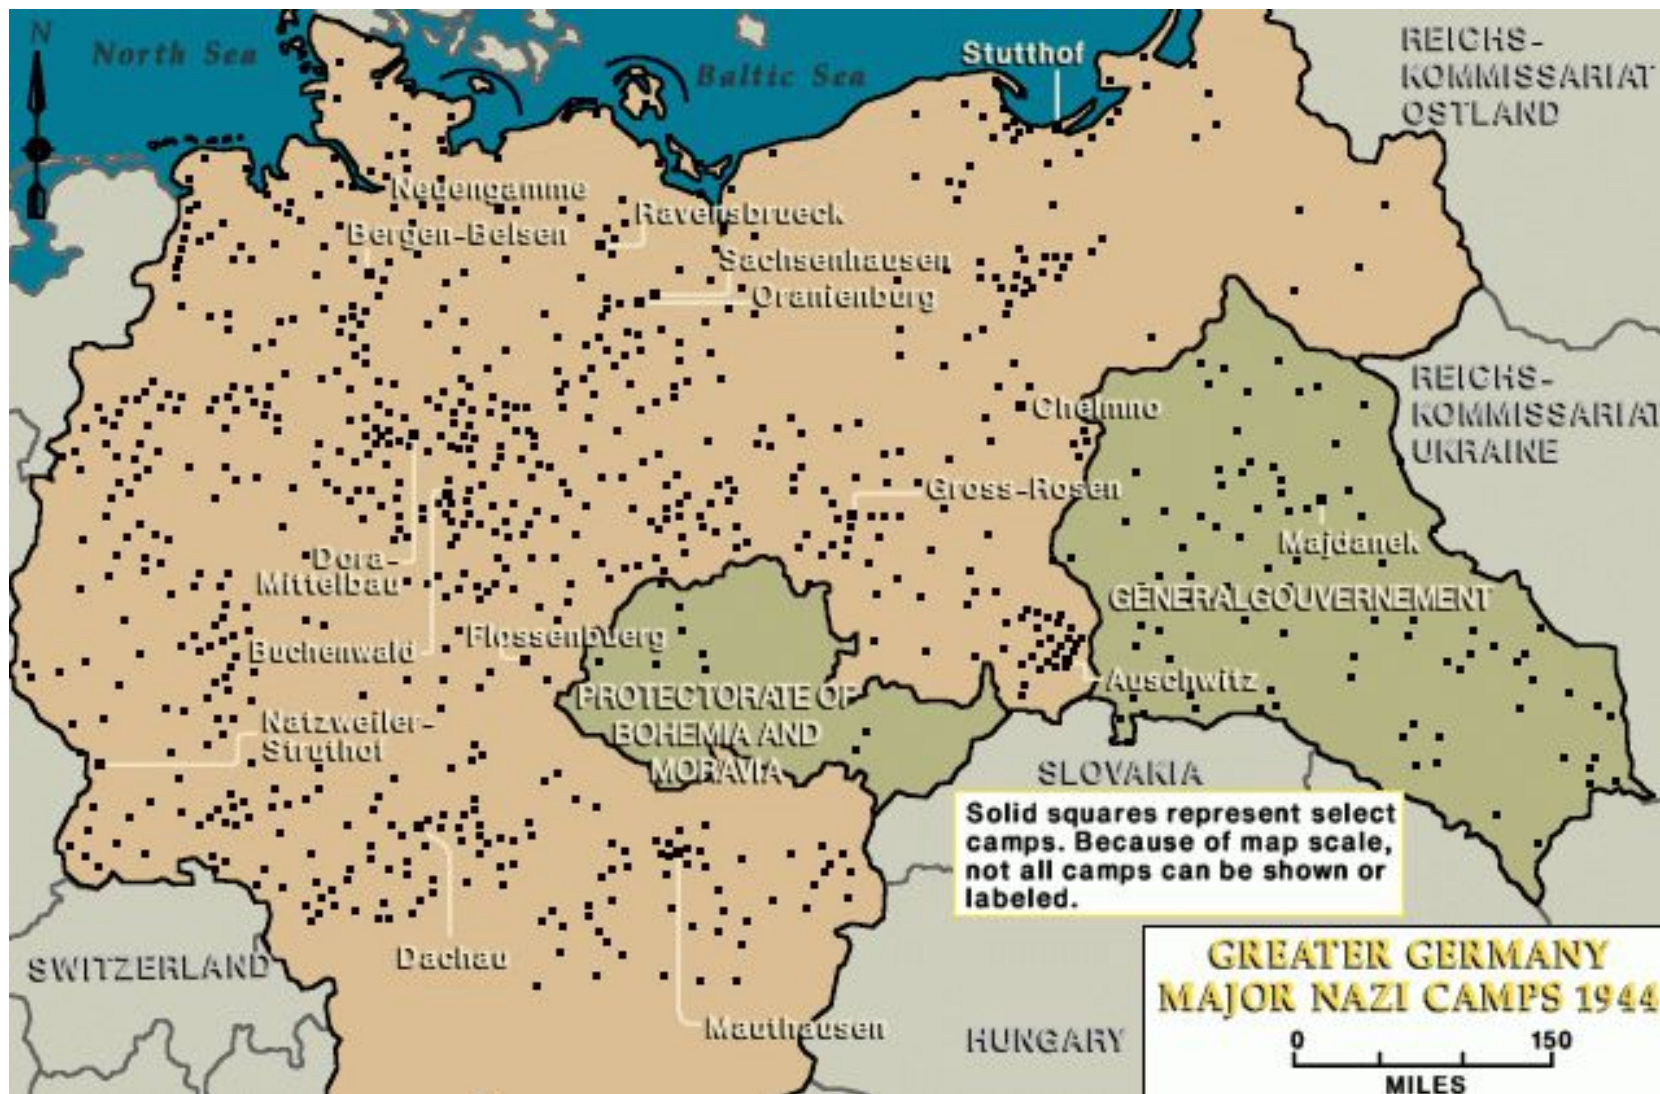 N
North Sea
Baltic Sea
Stutthof
REICHS-
KOMMISSARIAT
OSTLAND
Neuengamme
Ravensbrueck
Bergen-Belsen
Sachsenhausen
Oranienburg
REICHS-
KOMMISSARIAT
UKRAINE
Chelmno
Gross-Rosen
Majdanek
Dora-
Mittelbau
GENERALGOUVERNEMENT
Buchenwald
Flossenbuerg
Auschwitz
PROTECTORATE OF
BOHEMIA AND
MORAVIA
Natzweiler-
Struthof
SLOVAKIA
Solid squares represent select
camps. Because of map scale,
not all camps can be shown or
labeled.
Dachau
SWITZERLAND
Mauthausen
HUNGARY
GREATER GERMANY
MAJOR NAZI CAMPS 1944
0 150
MILES